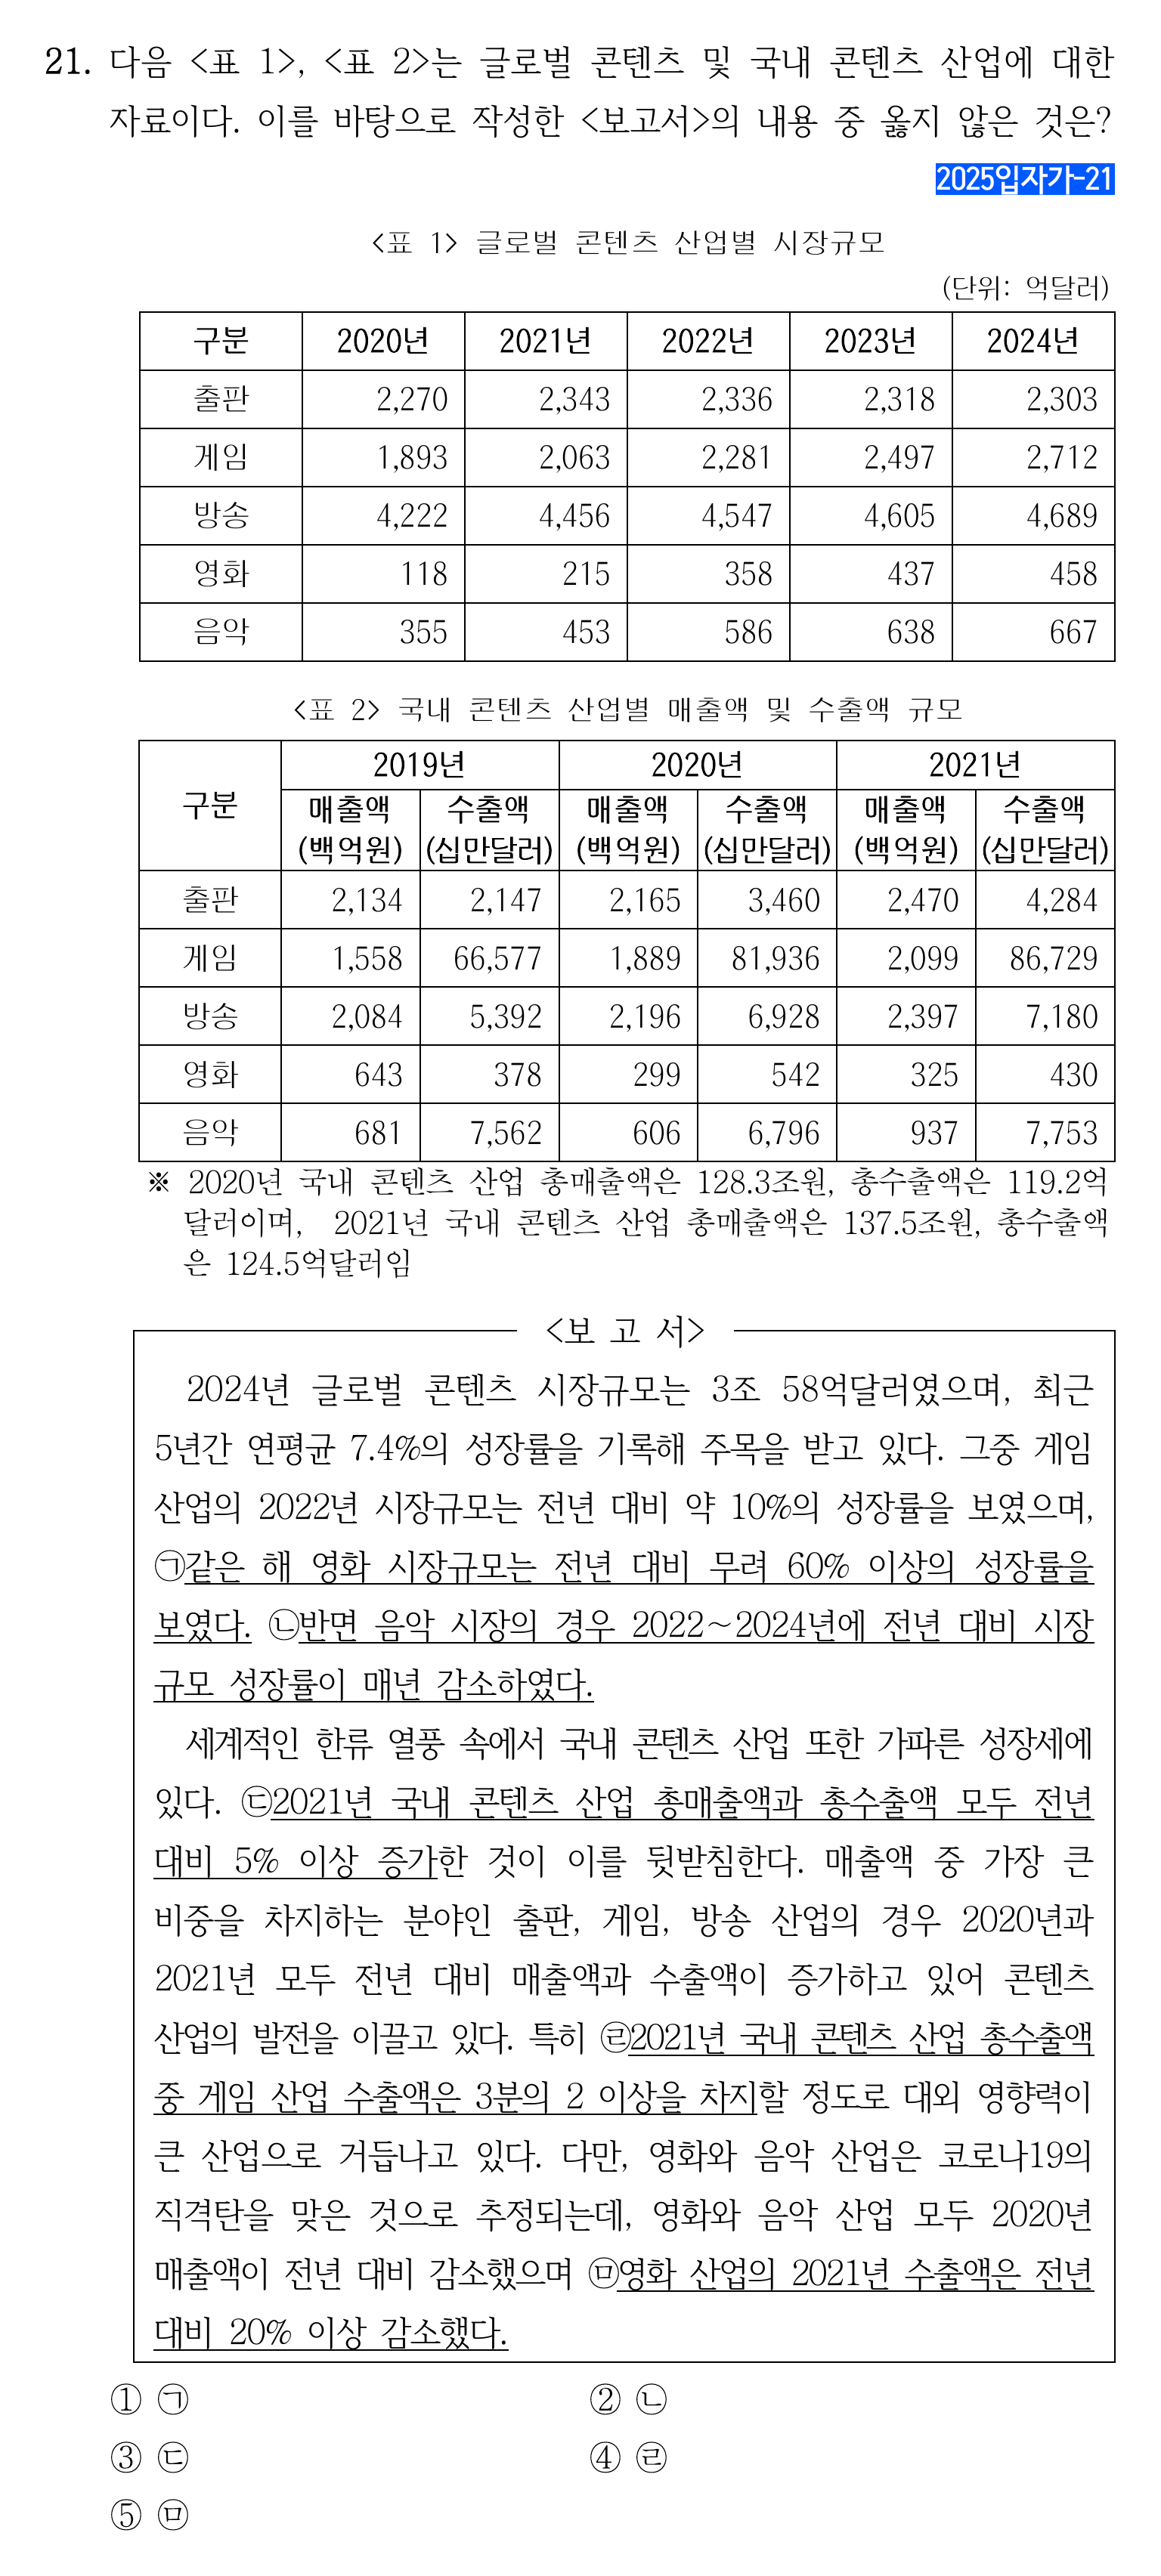 21. 다음 <표 1>, <표 2>는 글로벌 콘텐츠 및 국내 콘텐츠 산업에 대한
자료이다. 이를 바탕으로 작성한 <보고서>의 내용 중 옳지 않은 것은?
2025입자가-21
<표 1> 글로벌 콘텐츠 산업별 시장규모
(단위: 억달러)
구분 2020년 2021년 2022년 2023년 2024년
출판 2,270 2,343 2,336 2,318 2,303
게임 1,893 2,063 2,281 2,497 2,712
방송 4,222 4,456 4,547 4,605 4,689
영화 118 215 358 437 458
음악 355 453 586 638 667
<표 2> 국내 콘텐츠 산업별 매출액 및 수출액 규모
구분 2019년 2020년 2021년
매출액 수출액 매출액 수출액 매출액 수출액
(백억원) (십만달러) (백억원) (십만달러) (백억원) (십만달러)
출판 2,134 2,147 2,165 3,460 2,470 4,284
게임 1,558 66,577 1,889 81,936 2,099 86,729
방송 2,084 5,392 2,196 6,928 2,397 7,180
영화 643 378 299 542 325 430
음악 681 7,562 606 6,796 937 7,753
※ 2020년 국내 콘텐츠 산업 총매출액은 128.3조원, 총수출액은 119.2억
달러이며, 2021년 국내 콘텐츠 산업 총매출액은 137.5조원, 총수출액
은 124.5억달러임
<보 고 서>
2024년 글로벌 콘텐츠 시장규모는 3조 58억달러였으며, 최근
5년간 연평균 7.4%의 성장률을 기록해 주목을 받고 있다. 그중 게임
산업의 2022년 시장규모는 전년 대비 약 10%의 성장률을 보였으며,
㉠같은 해 영화 시장규모는 전년 대비 무려 60% 이상의 성장률을
보였다. ㉡반면 음악 시장의 경우 2022~2024년에 전년 대비 시장
규모 성장률이 매년 감소하였다.
세계적인 한류 열풍 속에서 국내 콘텐츠 산업 또한 가파른 성장세에
있다. ㉢2021년 국내 콘텐츠 산업 총매출액과 총수출액 모두 전년
대비 5% 이상 증가한 것이 이를 뒷받침한다. 매출액 중 가장 큰
비중을 차지하는 분야인 출판, 게임, 방송 산업의 경우 2020년과
2021년 모두 전년 대비 매출액과 수출액이 증가하고 있어 콘텐츠
산업의 발전을 이끌고 있다. 특히 ㉣2021년 국내 콘텐츠 산업 총수출액
중 게임 산업 수출액은 3분의 2 이상을 차지할 정도로 대외 영향력이
큰 산업으로 거듭나고 있다. 다만, 영화와 음악 산업은 코로나19의
직격탄을 맞은 것으로 추정되는데, 영화와 음악 산업 모두 2020년
매출액이 전년 대비 감소했으며 ㉤영화 산업의 2021년 수출액은 전년
대비 20% 이상 감소했다.
① ㉠ ② ㉡
③ ㉢ ④ ㉣
⑤ ㉤